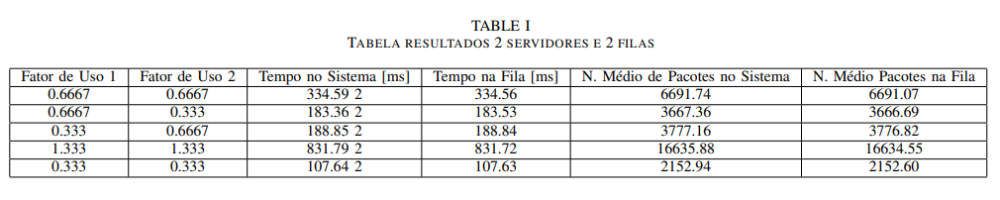 TABLE I
TABELA RESULTADOS 2 SERVIDORES E 2 FILAS
Fator de Uso 1 Fator de Uso 2 Tempo no Sistema [ms] Tempo na Fila [ms] N. Médio de Pacotes no Sistema N. Médio Pacotes na Fila
0.6667 0.6667 334.59 2 334.56 6691.74 6691.07
0.6667 0.333 183.36 2 183.53 3667.36 3666.69
0.333 0.6667 188.85 2 188.84 3777.16 3776.82
1.333 1.333 831.79 2 831.72 16635.88 16634.55
0.333 0.333 107.64 2 107.63 2152.94 2152.60